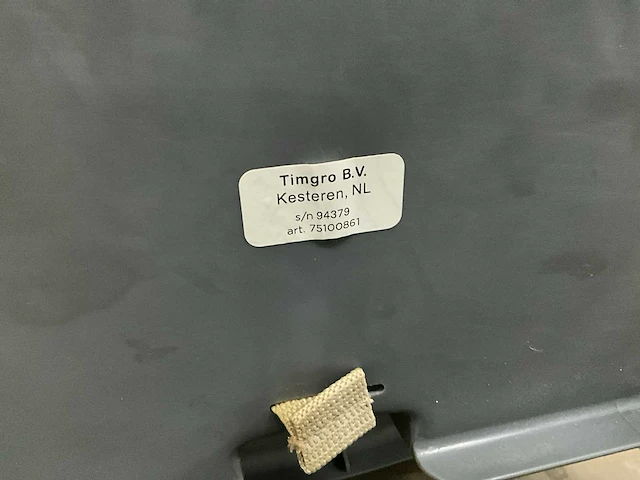 Timgro B.V.
Kesteren, NL
s/n 94379
art. 75100861